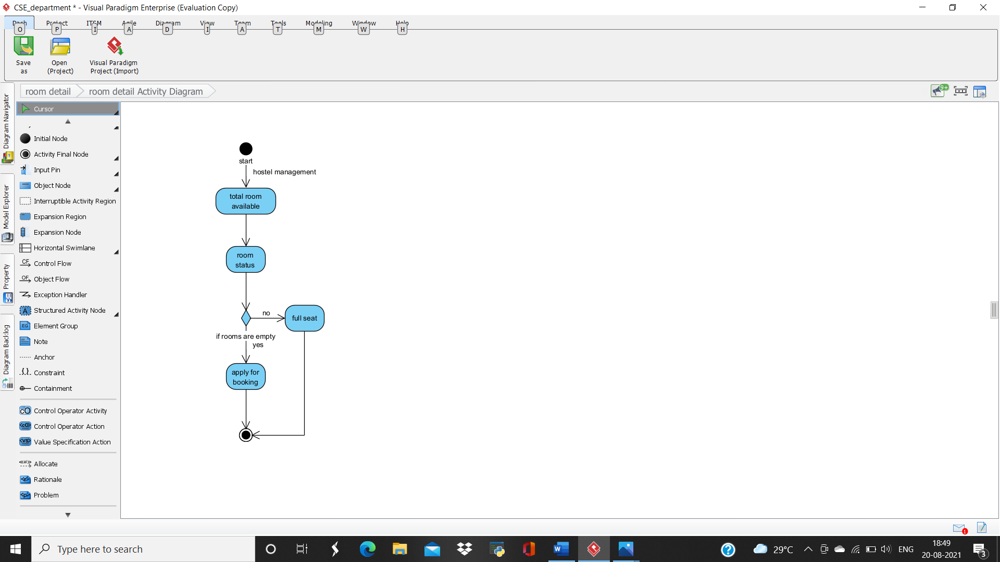 CSE_department * - Visual Paradigm Enterprise (Evaluation Copy)
Dash Project ITSM Agile Diagram View Team Tools Modeling Window Help
O P I A D I A T M W H
Save as
Open (Project)
Visual Paradigm Project (Import)
room detail
room detail Activity Diagram
9+
Diagram Navigator
Model Explorer
Property
Diagram Backlog
Cursor
Initial Node
Activity Final Node
Input Pin
Object Node
Interruptible Activity Region
Expansion Region
Expansion Node
Horizontal Swimlane
CF Control Flow
OF Object Flow
Exception Handler
A Structured Activity Node
EG Element Group
Note
Anchor
{} Constraint
Containment
cO Control Operator Activity
<cO> Control Operator Action
<VS> Value Specification Action
Allocate
<r> Rationale
<p> Problem
start
hostel management
total room
available
room
status
no
full seat
if rooms are empty
yes
apply for
booking
1
Type here to search
29°C
ENG
18:49
20-08-2021
3